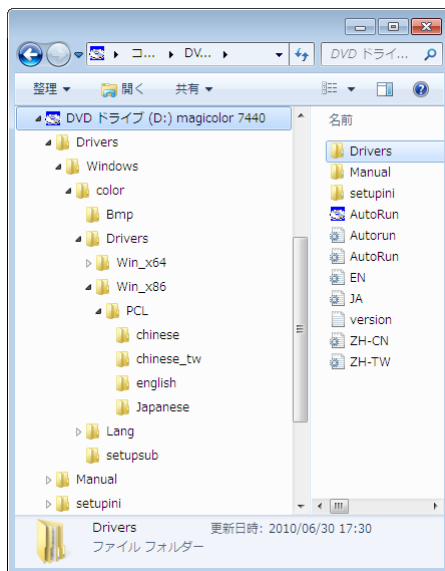 コ... DV... DVD ドライ...
整理 開く 共有
DVD ドライブ (D:) magicolor 7440
Drivers
Windows
color
Bmp
Drivers
Win_x64
Win_x86
PCL
chinese
chinese_tw
english
Japanese
Lang
setupsub
Manual
setupini
名前
Drivers
Manual
setupini
AutoRun
Autorun
AutoRun
EN
JA
version
ZH-CN
ZH-TW
Drivers 更新日時: 2010/06/30 17:30
ファイル フォルダー